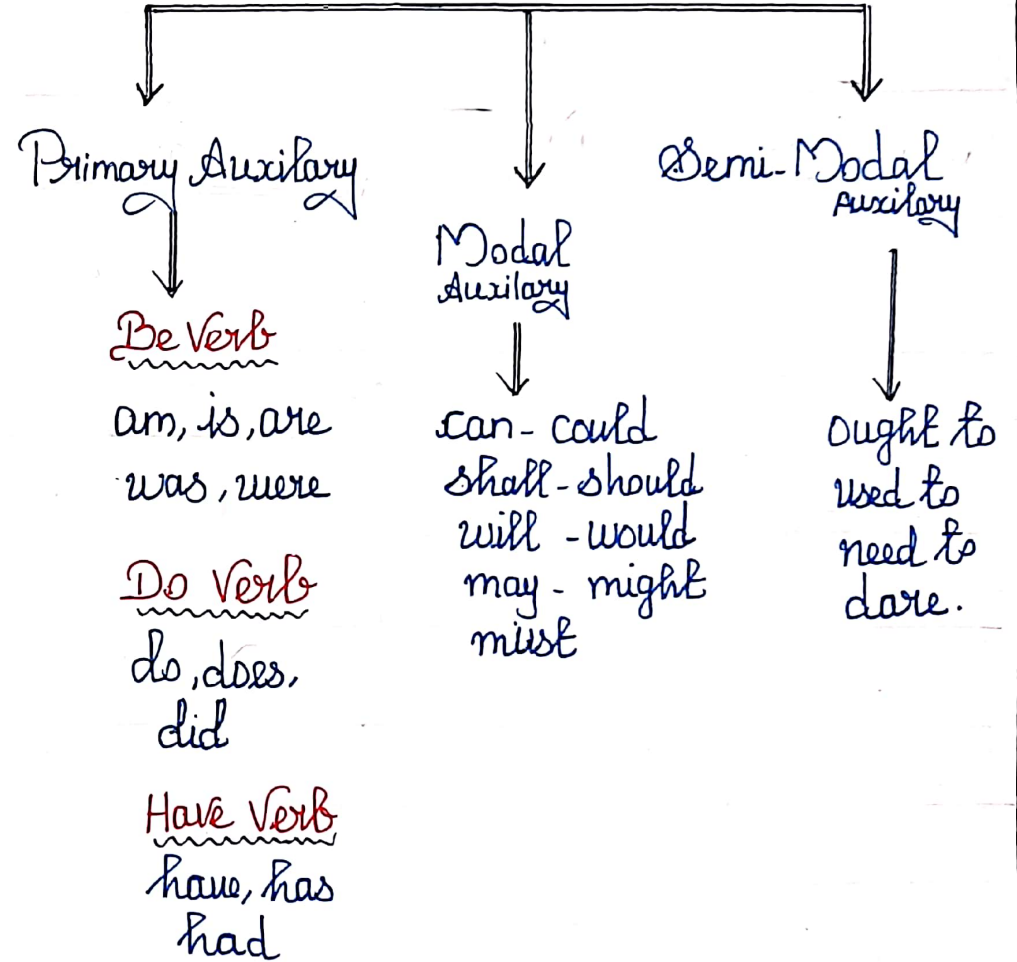 Primary Auxilary
Be Verb
am, is, are
was, were
Do Verb
do, does,
did
Have Verb
have, has
had
Modal
Auxilary
can - could
shall - should
will - would
may - might
must
Semi-Modal
Auxilary
ought to
used to
need to
dare.